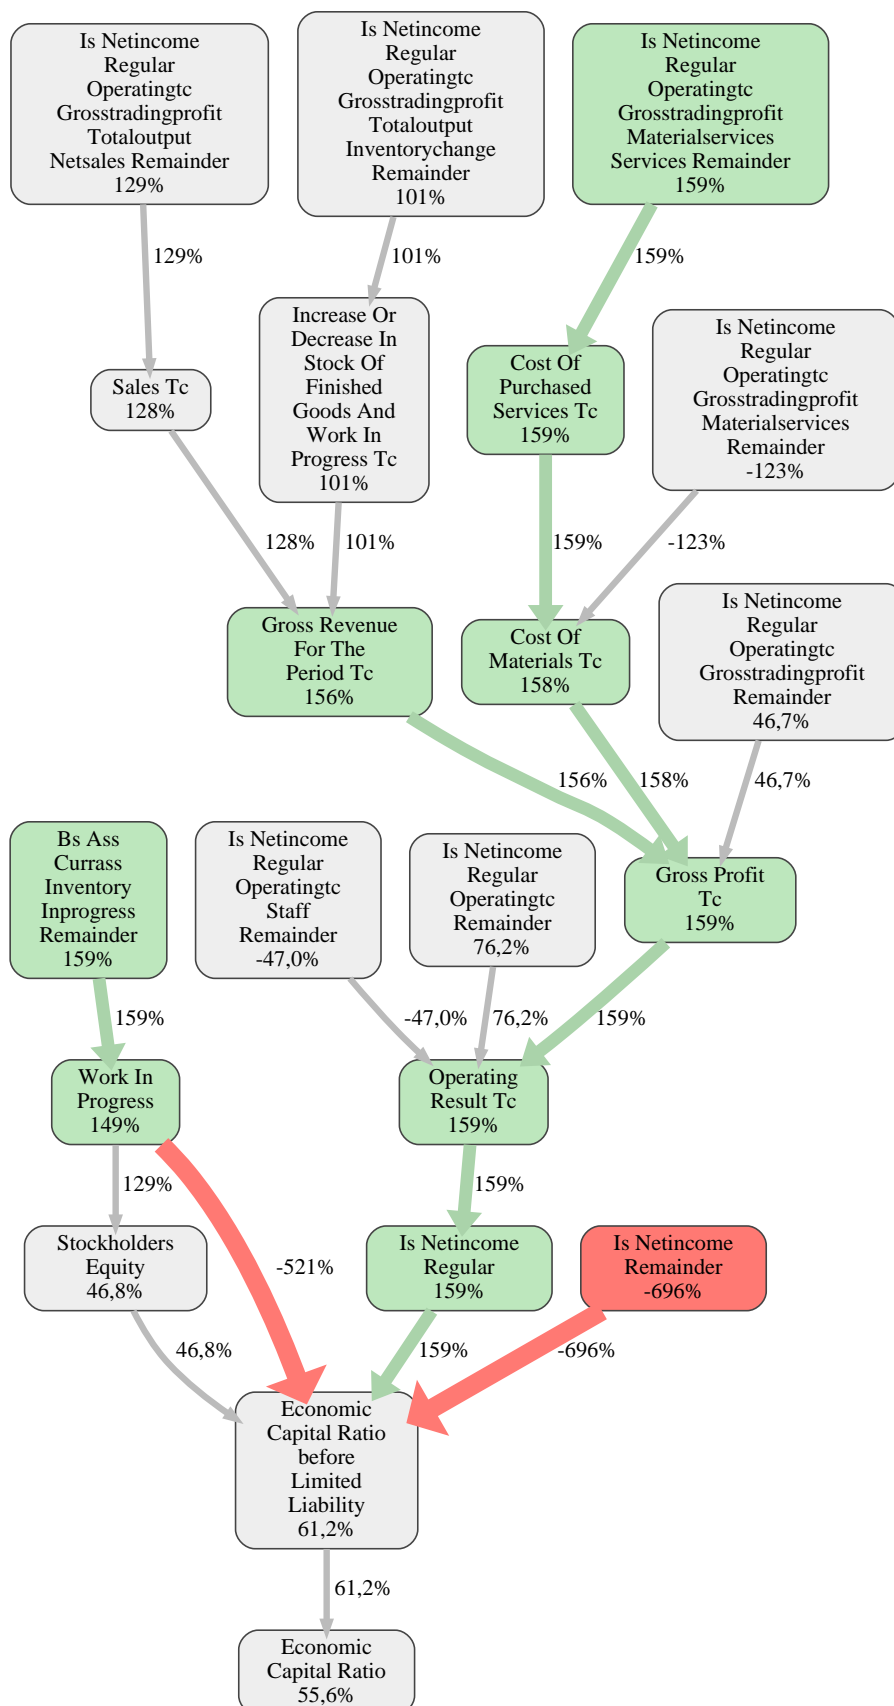 Is Netincome
Regular
Operatingtc
Grosstradingprofit
Totaloutput
Netsales Remainder
129%
Is Netincome
Regular
Operatingtc
Grosstradingprofit
Totaloutput
Inventorychange
Remainder
101%
Is Netincome
Regular
Operatingtc
Grosstradingprofit
Materialservices
Services Remainder
159%
129%
101%
159%
Sales Tc
128%
Increase Or
Decrease In
Stock Of
Finished
Goods And
Work In
Progress Tc
101%
Cost Of
Purchased
Services Tc
159%
Is Netincome
Regular
Operatingtc
Grosstradingprofit
Materialservices
Remainder
-123%
128%
101%
159%
-123%
Gross Revenue
For The
Period Tc
156%
Cost Of
Materials Tc
158%
Is Netincome
Regular
Operatingtc
Grosstradingprofit
Remainder
46,7%
156%
158%
46,7%
Bs Ass
Currass
Inventory
Inprogress
Remainder
159%
Is Netincome
Regular
Operatingtc
Staff
Remainder
-47,0%
Is Netincome
Regular
Operatingtc
Remainder
76,2%
Gross Profit
Tc
159%
159%
-47,0%
76,2%
159%
Work In
Progress
149%
Operating
Result Tc
159%
129%
-521%
159%
Stockholders
Equity
46,8%
Is Netincome
Regular
159%
Is Netincome
Remainder
-696%
46,8%
159%
-696%
Economic
Capital Ratio
before
Limited
Liability
61,2%
61,2%
Economic
Capital Ratio
55,6%